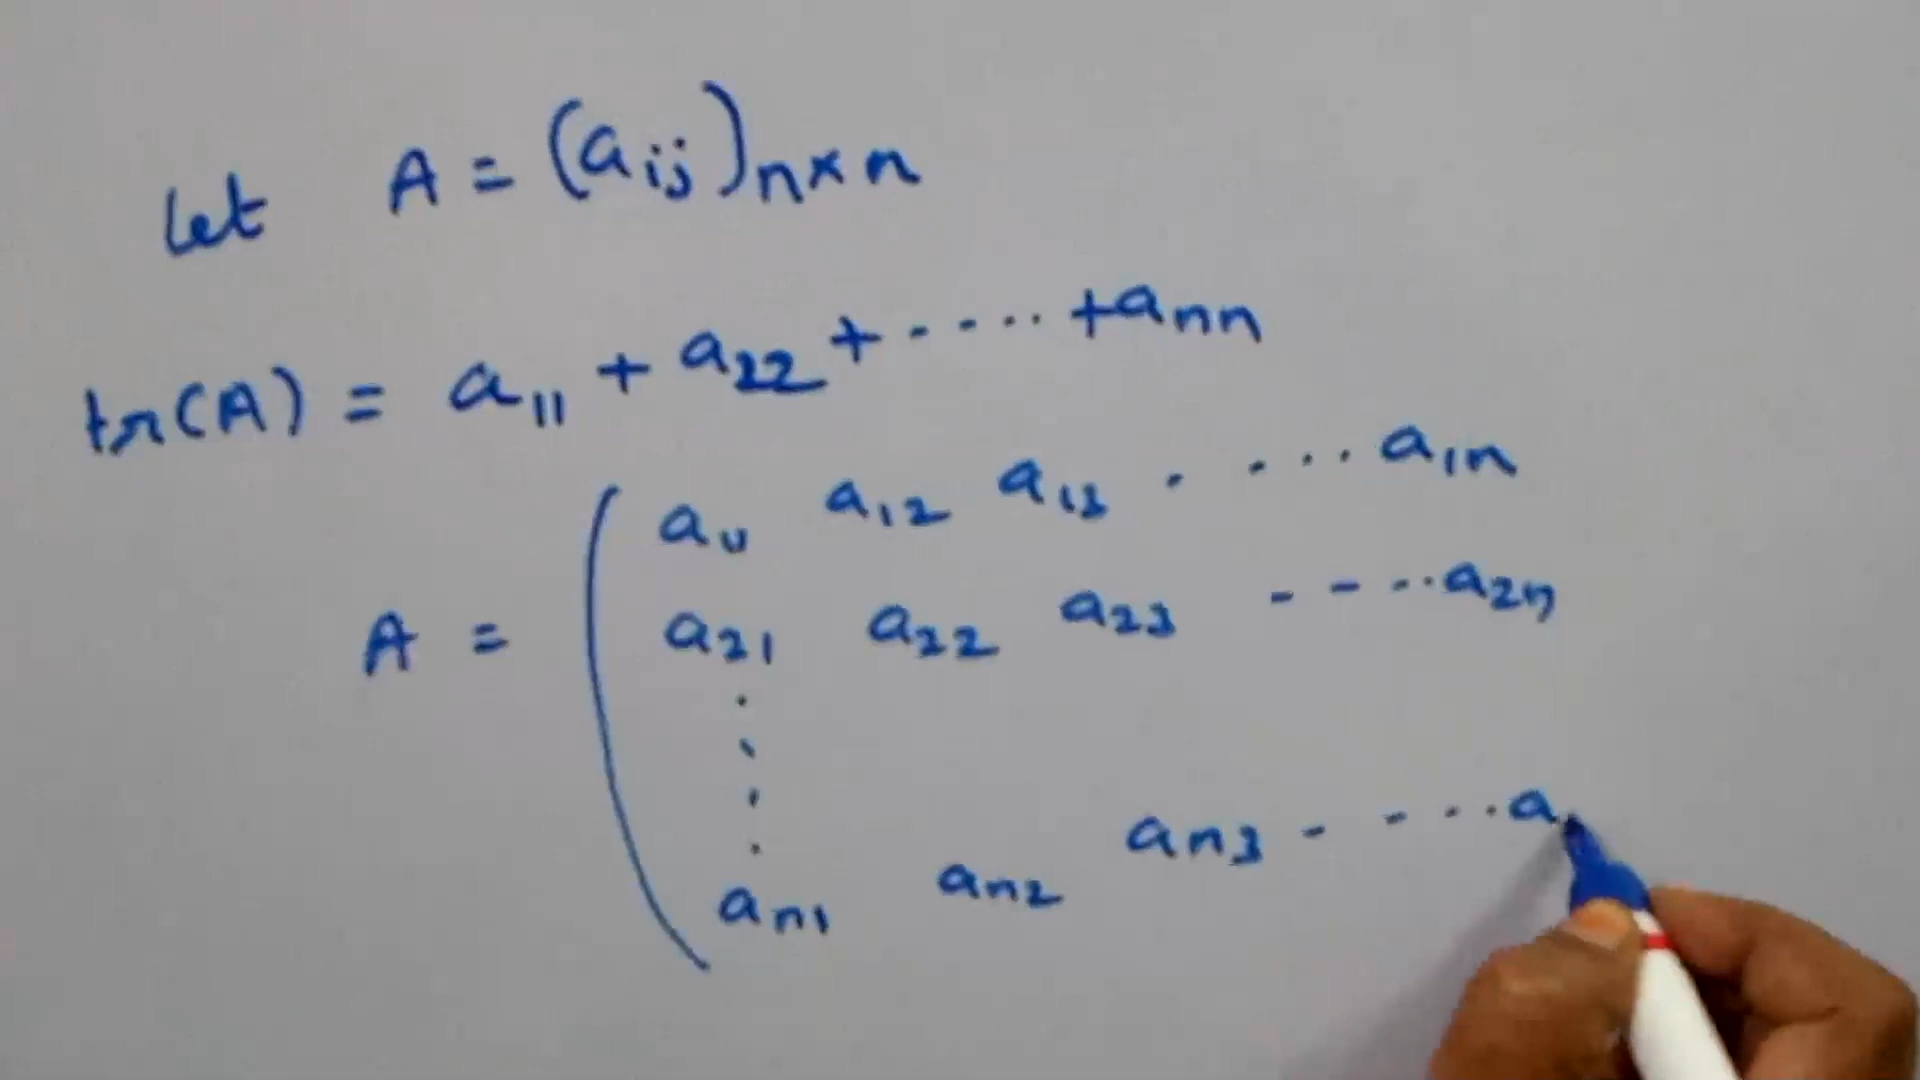 Let A = (aij)n×n
tr(A) = a11 + a22 + ..... + ann
A = ( a11 a12 a13 . .... a1n
a21 a22 a23 - - ... a2n
.
.
.
.
an1 an2 an3 - - ... a